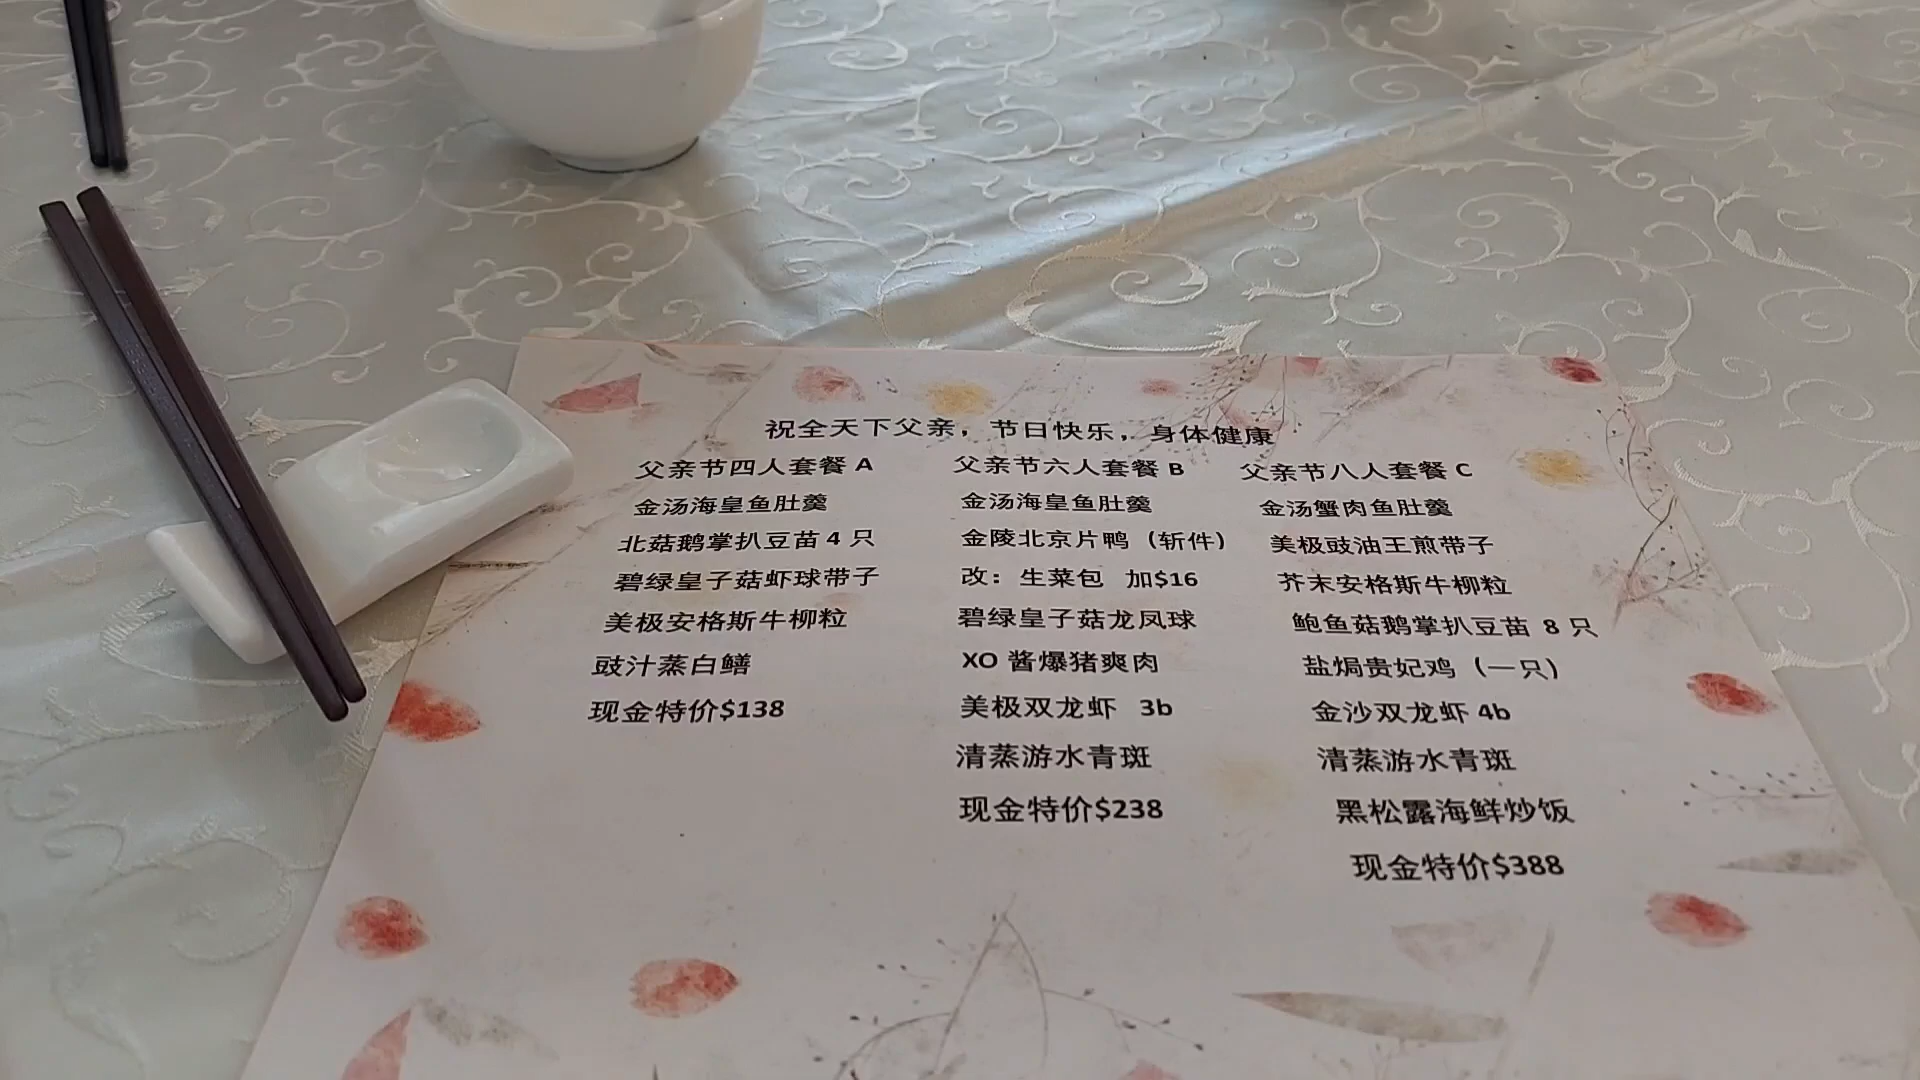 祝全天下父亲，节日快乐，身体健康
父亲节四人套餐 A
金汤海皇鱼肚羹
北菇鹅掌扒豆苗 4 只
碧绿皇子菇虾球带子
美极安格斯牛柳粒
豉汁蒸白鳝
现金特价$138
父亲节六人套餐 B
金汤海皇鱼肚羹
金陵北京片鸭（斩件）
改：生菜包 加$16
碧绿皇子菇龙凤球
XO 酱爆猪爽肉
美极双龙虾 3b
清蒸游水青斑
现金特价$238
父亲节八人套餐 C
金汤蟹肉鱼肚羹
美极豉油王煎带子
芥末安格斯牛柳粒
鲍鱼菇鹅掌扒豆苗 8 只
盐焗贵妃鸡（一只）
金沙双龙虾 4b
清蒸游水青斑
黑松露海鲜炒饭
现金特价$388